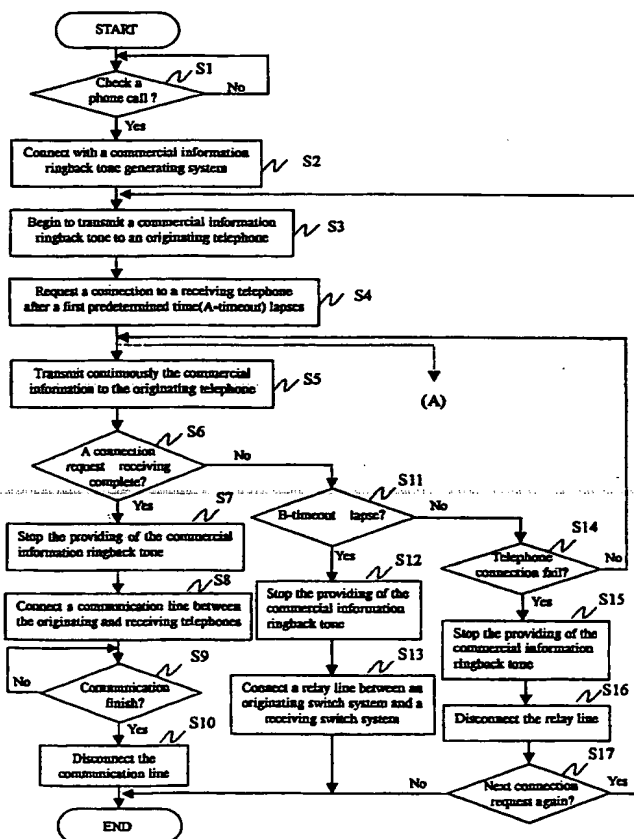 START
S1
Check a
phone call ?
No
Yes
Connect with a commercial information
ringback tone generating system
S2
Begin to transmit a commercial information
ringback tone to an originating telephone
S3
Request a connection to a receiving telephone
after a first predetermined time(A-timeout) lapses
S4
Transmit continuously the commercial
information to the originating telephone
S5
(A)
S6
A connection
request receiving
complete?
No
Yes
S11
B-timeout lapse?
No
Yes
S7
Stop the providing of the commercial
information ringback tone
S14
Telephone
connection fail?
No
Yes
S12
Stop the providing of the
commercial information
ringback tone
S8
Connect a communication line between
the originating and receiving telephones
S15
Stop the providing of the
commercial information
ringback tone
S9
Communication
finish?
No
Yes
S13
Connect a relay line between an
originating switch system and a
receiving switch system
S16
Disconnect the relay line
S10
Disconnect the
communication line
S17
Next connection
request again?
No
Yes
END